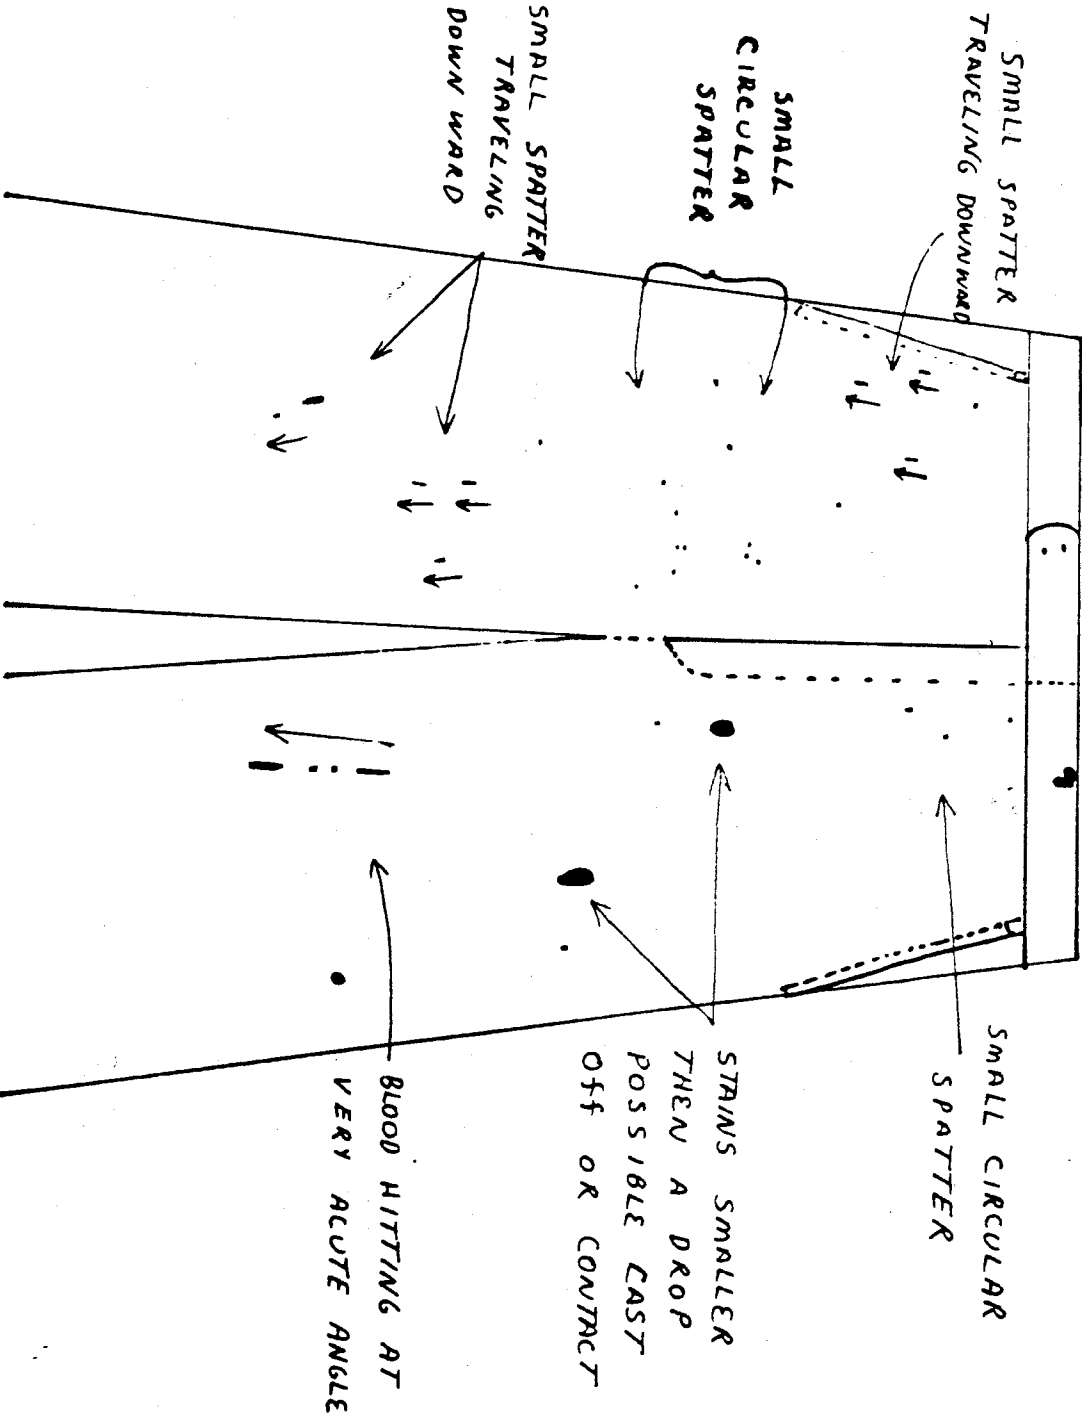 SMALL SPATTER
TRAVELING DOWNWARD
SMALL
CIRCULAR
SPATTER
SMALL SPATTER
TRAVELING
DOWN WARD
SMALL CIRCULAR
SPATTER
STAINS SMALLER
THEN A DROP
POSSIBLE CAST
Off OR CONTACT
BLOOD HITTING AT
VERY ACUTE ANGLE